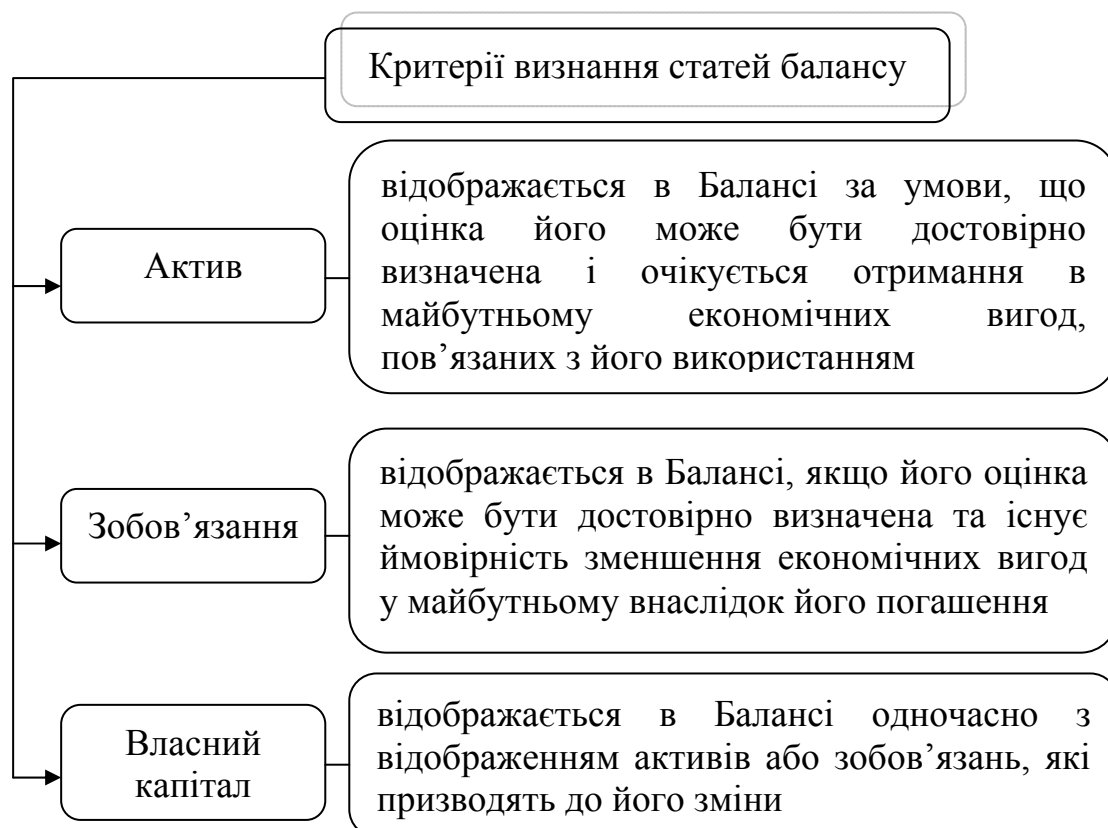 Критерії визнання статей балансу
Актив
відображається в Балансі за умови, що
оцінка його може бути достовірно
визначена і очікується отримання в
майбутньому економічних вигод,
пов’язаних з його використанням
Зобов’язання
відображається в Балансі, якщо його оцінка
може бути достовірно визначена та існує
ймовірність зменшення економічних вигод
у майбутньому внаслідок його погашення
Власний
капітал
відображається в Балансі одночасно з
відображенням активів або зобов’язань, які
призводять до його зміни